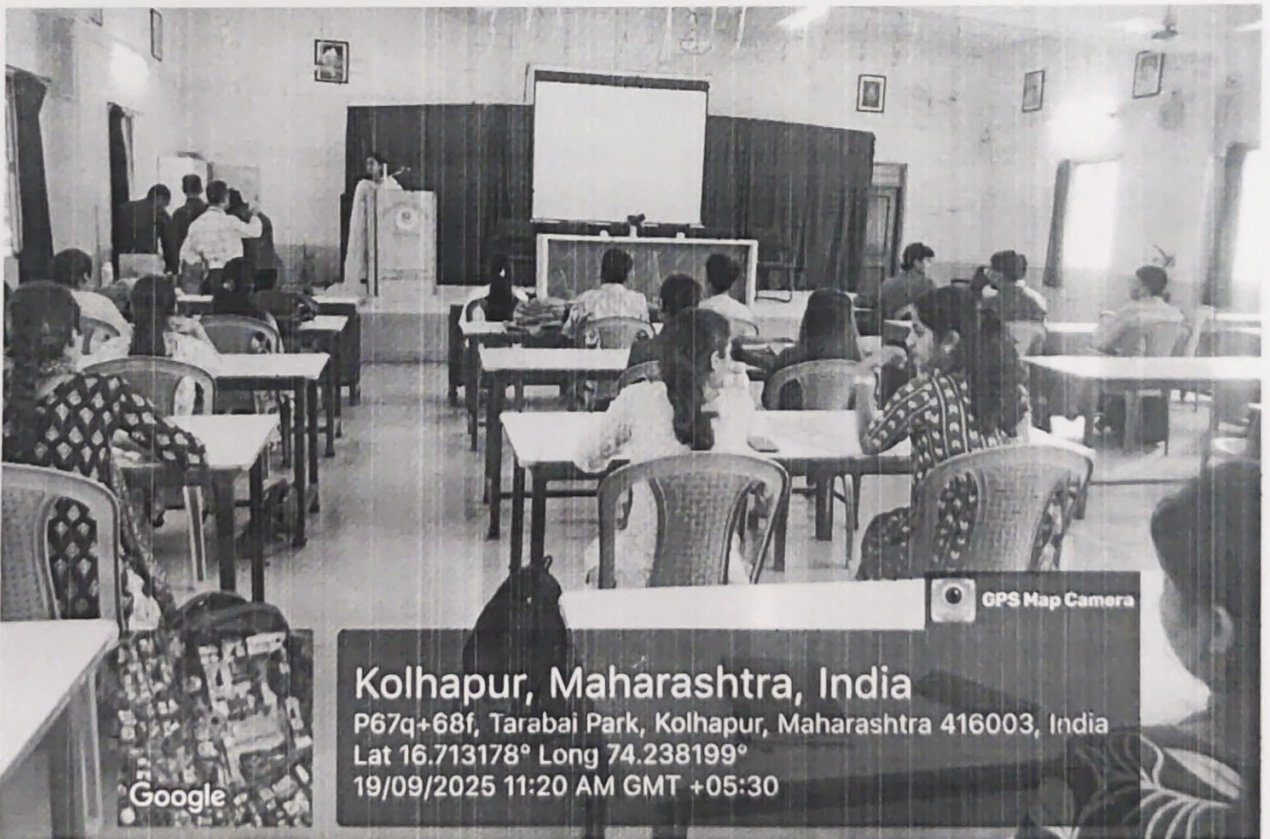 GPS Map Camera
Kolhapur, Maharashtra, India
P67q+68f, Tarabai Park, Kolhapur, Maharashtra 416003, India
Lat 16.713178° Long 74.238199°
19/09/2025 11:20 AM GMT +05:30
Google